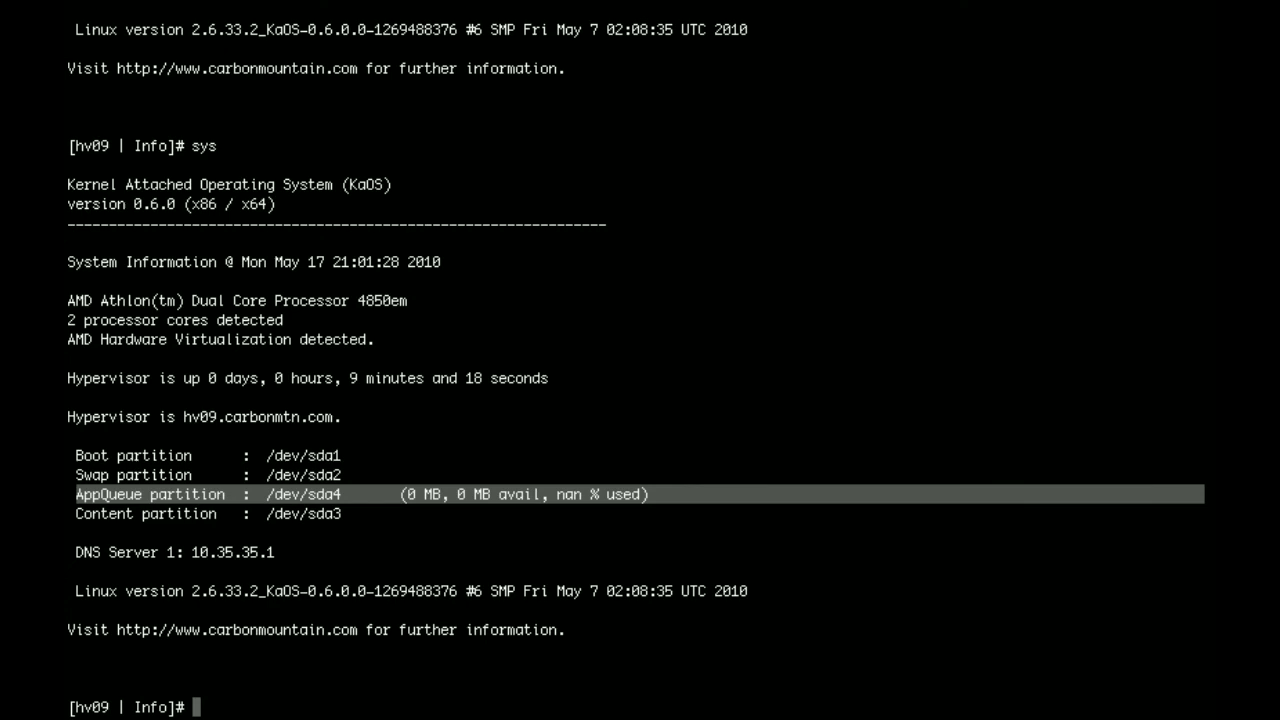 Linux version 2.6.33.2_KaOS-0.6.0.0-1269488376 #6 SMP Fri May 7 02:08:35 UTC 2010
Visit http://www.carbonmountain.com for further information.
[hv09 | Info]# sys
Kernel Attached Operating System (KaOS)
version 0.6.0 (x86 / x64)
-----------------------------------------------------------------
System Information @ Mon May 17 21:01:28 2010
AMD Athlon(tm) Dual Core Processor 4850em
2 processor cores detected
AMD Hardware Virtualization detected.
Hypervisor is up 0 days, 0 hours, 9 minutes and 18 seconds
Hypervisor is hv09.carbonmtn.com.
Boot partition      :  /dev/sda1
Swap partition      :  /dev/sda2
AppQueue partition  :  /dev/sda4       (0 MB, 0 MB avail, nan % used)
Content partition   :  /dev/sda3
DNS Server 1: 10.35.35.1
Linux version 2.6.33.2_KaOS-0.6.0.0-1269488376 #6 SMP Fri May 7 02:08:35 UTC 2010
Visit http://www.carbonmountain.com for further information.
[hv09 | Info]#